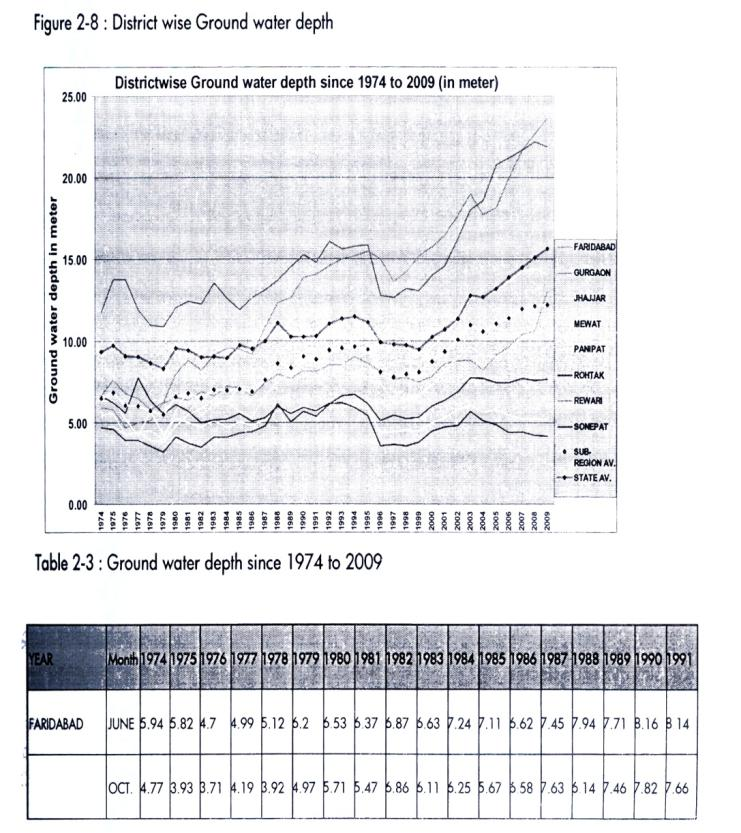 Figure 2-8 : District wise Ground water depth
Districtwise Ground water depth since 1974 to 2009 (in meter)
Ground water depth in meter
25.00
20.00
15.00
10.00
5.00
0.00
1974 1975 1976 1977 1978 1979 1980 1981 1982 1983 1984 1985 1986 1987 1988 1989 1990 1991 1992 1993 1994 1995 1996 1997 1998 1999 2000 2001 2002 2003 2004 2005 2006 2007 2008 2009
FARIDABAD
GURGAON
JHAJJAR
MEWAT
PANIPAT
ROHTAK
REWARI
SONEPAT
SUB-
REGION AV.
STATE AV.
Table 2-3 : Ground water depth since 1974 to 2009
YEAR Month 1974 1975 1976 1977 1978 1979 1980 1981 1982 1983 1984 1985 1986 1987 1988 1989 1990 1991
FARIDABAD JUNE 5.94 5.82 4.7 4.99 5.12 6.2 6.53 6.37 6.87 6.63 7.24 7.11 6.62 7.45 7.94 7.71 8.16 8 14
OCT. 4.77 3.93 3.71 4.19 3.92 4.97 5.71 5.47 6.86 6.11 6.25 5.67 6 58 7.63 6 14 7.46 7.82 7.66